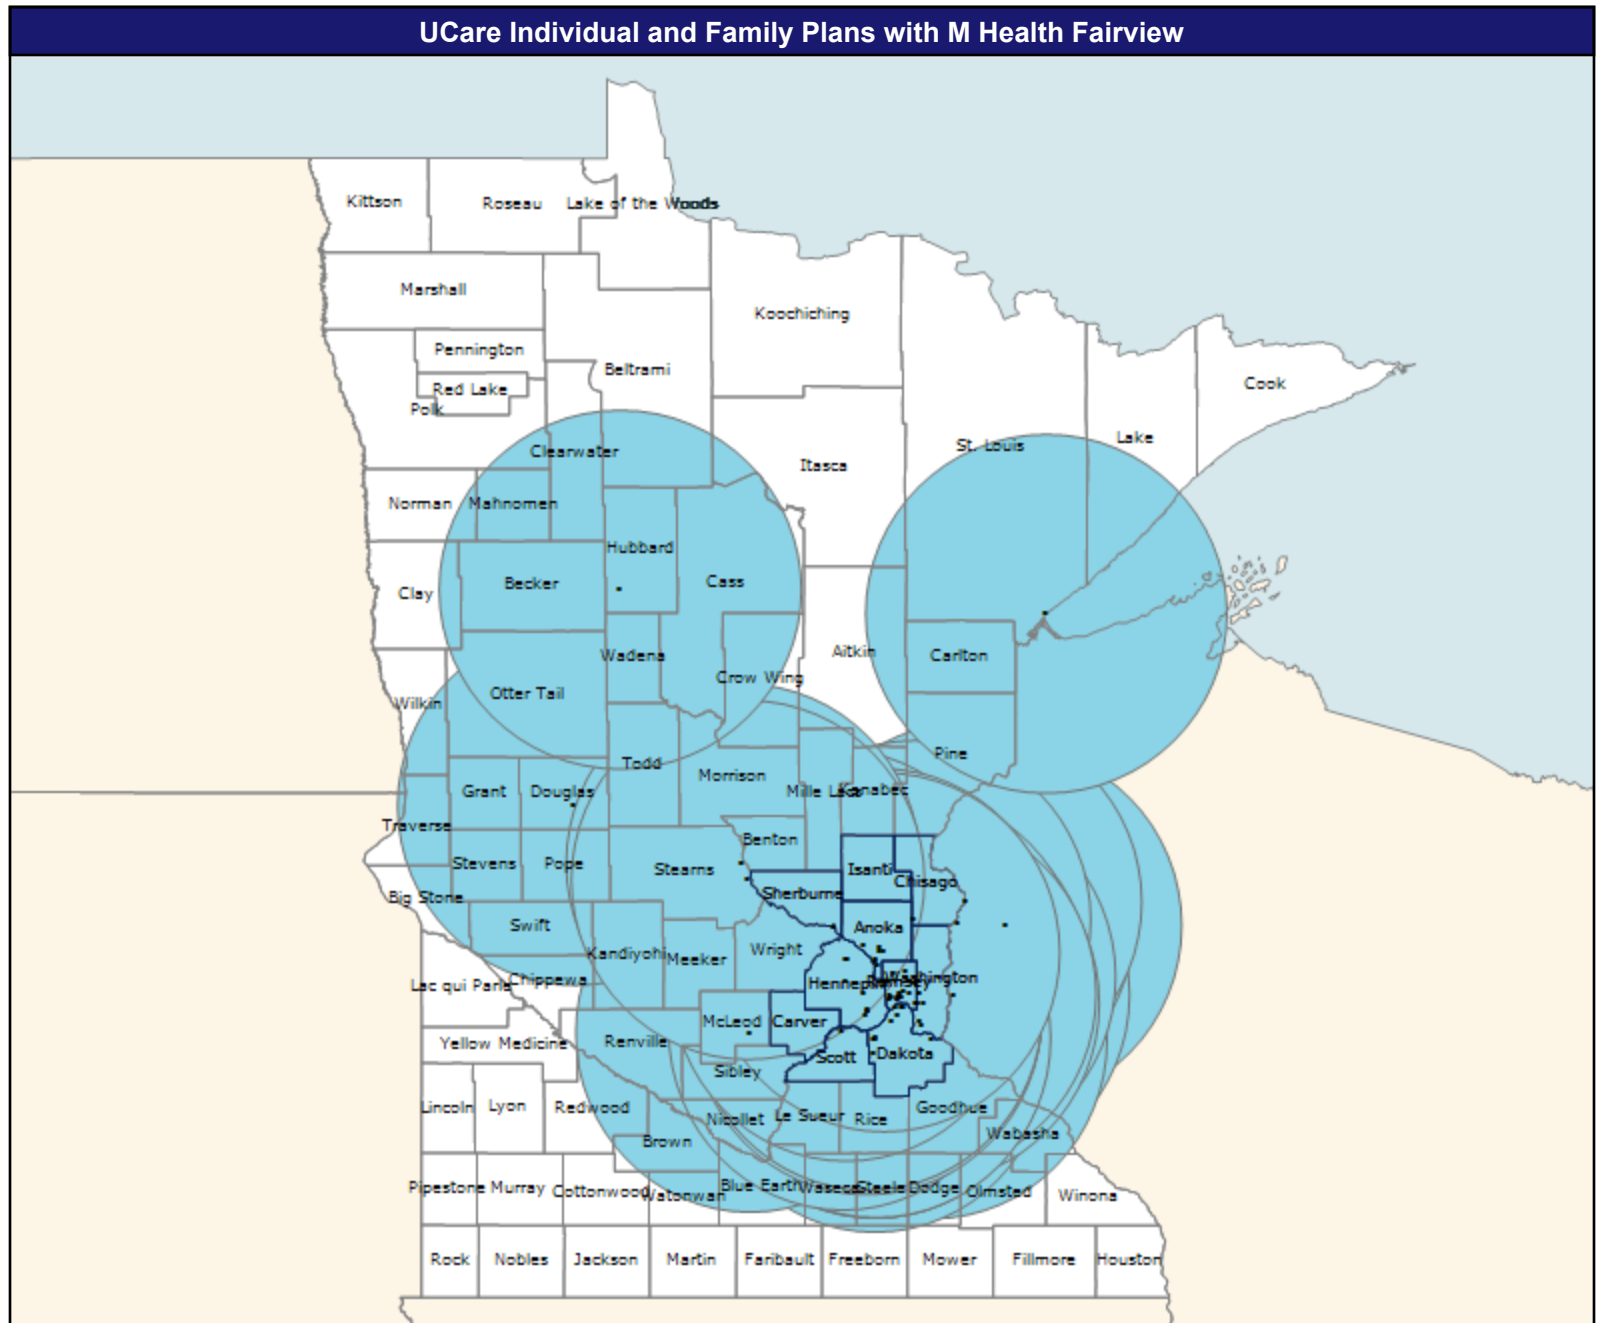 UCare Individual and Family Plans with M Health Fairview
Kittson
Roseau
Lake of the Woods
Marshall
Koochiching
Pennington
Beltrami
Red Lake
Polk
Cook
Lake
St. Louis
Clearwater
Itasca
Norman
Mahnomen
Hubbard
Becker
Cass
Clay
Wadena
Aitkin
Carlton
Crow Wing
Otter Tail
Wilkin
Pine
Todd
Morrison
Grant
Douglas
Mille Lacs
Kanabec
Traverse
Benton
Stevens
Pope
Stearns
Isanti
Chisago
Big Stone
Sherburne
Swift
Anoka
Kandiyohi
Meeker
Wright
Lac qui Parle
Chippewa
Hennepin
Ramsey
Washington
McLeod
Carver
Yellow Medicine
Renville
Scott
Dakota
Sibley
Lincoln
Lyon
Redwood
Nicollet
Le Sueur
Rice
Goodhue
Brown
Wabasha
Pipestone
Murray
Cottonwood
Watonwan
Blue Earth
Waseca
Steele
Dodge
Olmsted
Winona
Rock
Nobles
Jackson
Martin
Faribault
Freeborn
Mower
Fillmore
Houston